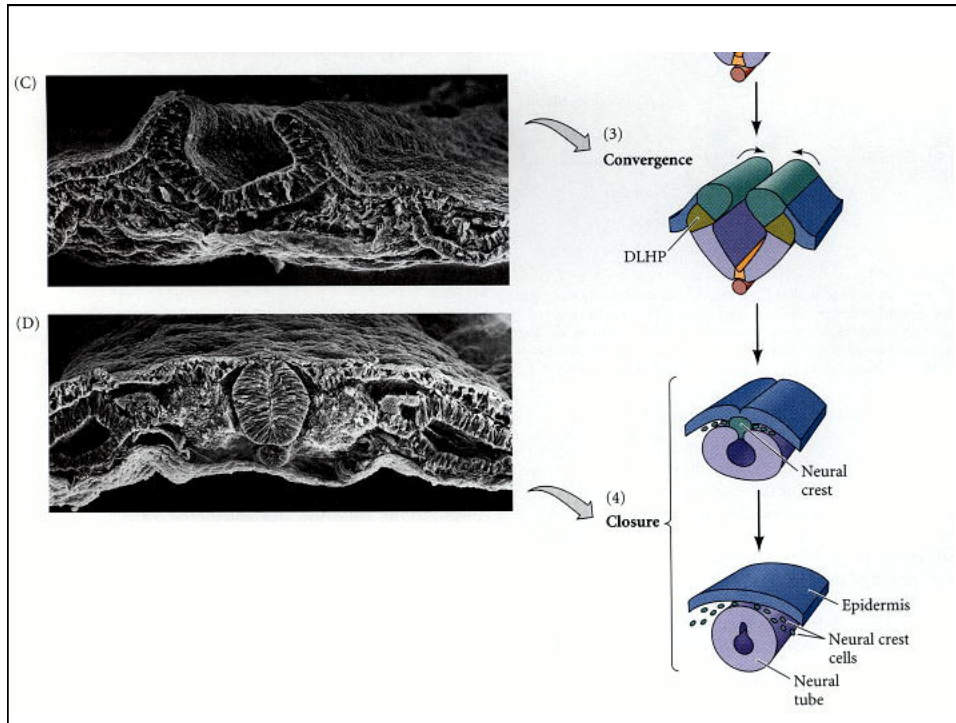 (C)
(3)
Convergence
DLHP
(D)
Neural
crest
(4)
Closure
Epidermis
Neural crest
cells
Neural
tube